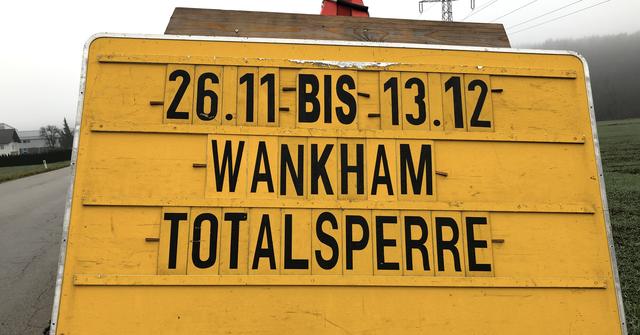 26.11 BIS 13.12
WANKHAM
TOTALSPERRE